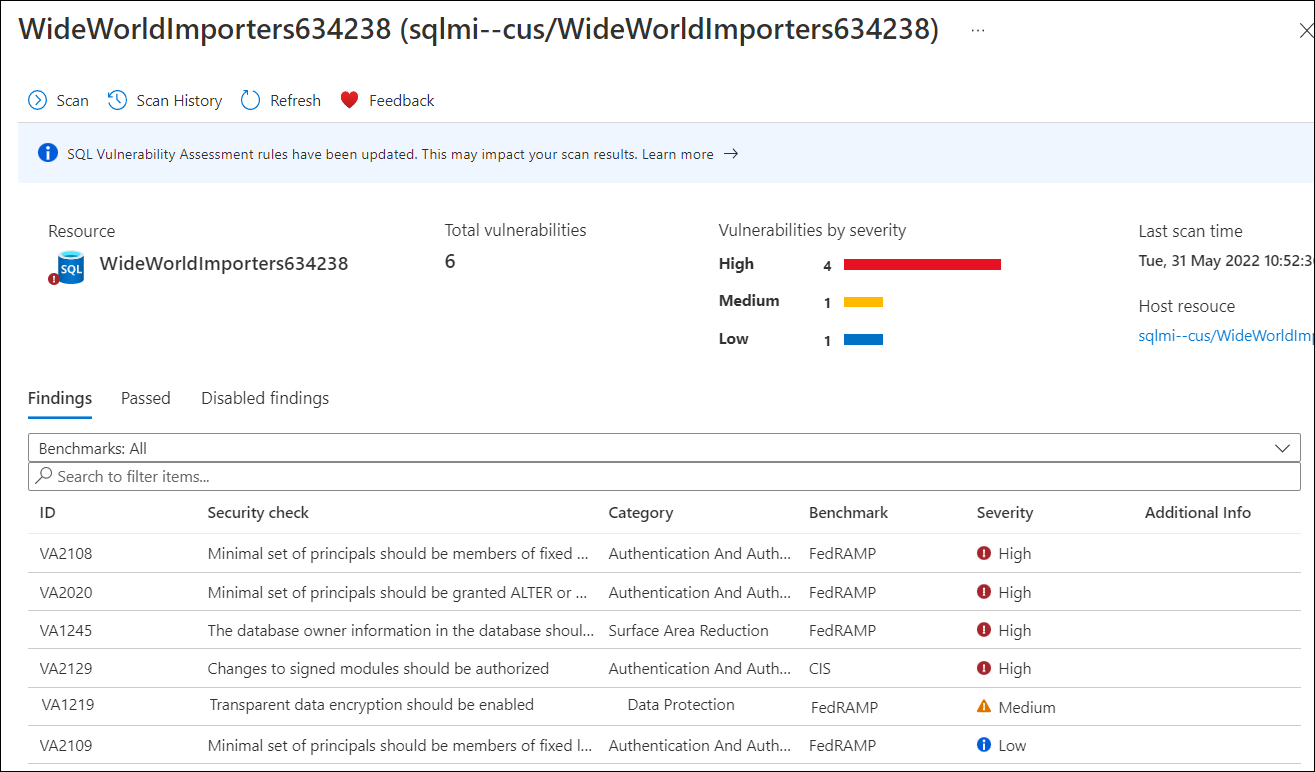 WideWorldImporters634238 (sqlmi--cus/WideWorldImporters634238) ...
Scan Scan History Refresh Feedback
SQL Vulnerability Assessment rules have been updated. This may impact your scan results. Learn more →
Resource Total vulnerabilities Vulnerabilities by severity Last scan time
SQL WideWorldImporters634238 6 High 4 Tue, 31 May 2022 10:52:3
Medium 1 Host resouce
Low 1 sqlmi--cus/WideWorldImp
Findings Passed Disabled findings
Benchmarks: All
Search to filter items...
ID Security check Category Benchmark Severity Additional Info
VA2108 Minimal set of principals should be members of fixed ... Authentication And Auth... FedRAMP High
VA2020 Minimal set of principals should be granted ALTER or ... Authentication And Auth... FedRAMP High
VA1245 The database owner information in the database shoul... Surface Area Reduction FedRAMP High
VA2129 Changes to signed modules should be authorized Authentication And Auth... CIS High
VA1219 Transparent data encryption should be enabled Data Protection FedRAMP Medium
VA2109 Minimal set of principals should be members of fixed l... Authentication And Auth... FedRAMP Low